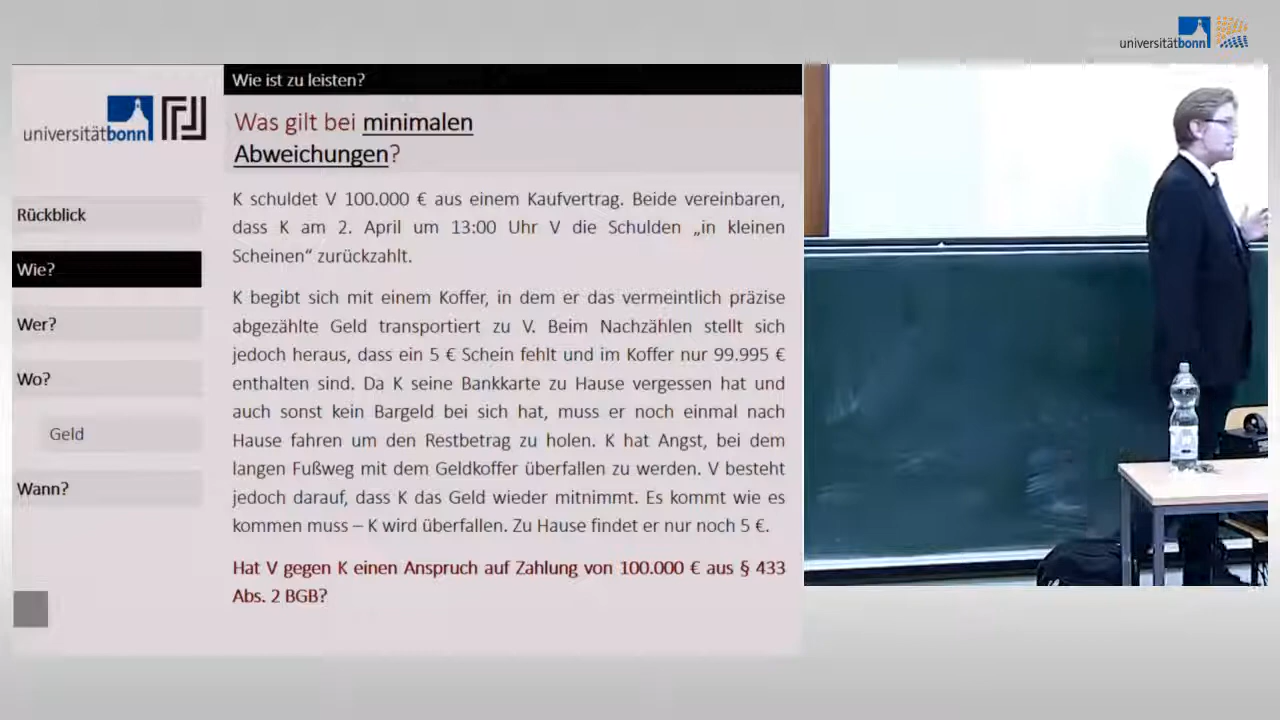 universitätbonn
Wie ist zu leisten?
universitätbonn
Was gilt bei minimalen
Abweichungen?
Rückblick
Wie?
Wer?
Wo?
Geld
Wann?
K schuldet V 100.000 € aus einem Kaufvertrag. Beide vereinbaren,
dass K am 2. April um 13:00 Uhr V die Schulden „in kleinen
Scheinen“ zurückzahlt.
K begibt sich mit einem Koffer, in dem er das vermeintlich präzise
abgezählte Geld transportiert zu V. Beim Nachzählen stellt sich
jedoch heraus, dass ein 5 € Schein fehlt und im Koffer nur 99.995 €
enthalten sind. Da K seine Bankkarte zu Hause vergessen hat und
auch sonst kein Bargeld bei sich hat, muss er noch einmal nach
Hause fahren um den Restbetrag zu holen. K hat Angst, bei dem
langen Fußweg mit dem Geldkoffer überfallen zu werden. V besteht
jedoch darauf, dass K das Geld wieder mitnimmt. Es kommt wie es
kommen muss – K wird überfallen. Zu Hause findet er nur noch 5 €.
Hat V gegen K einen Anspruch auf Zahlung von 100.000 € aus § 433
Abs. 2 BGB?